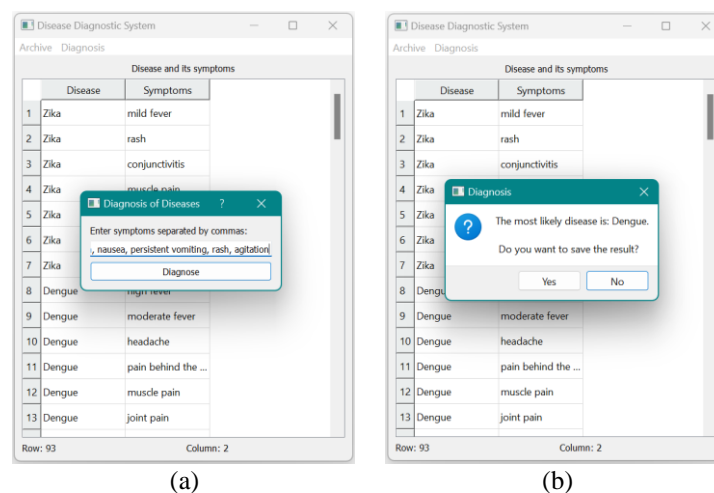 Disease Diagnostic System
Archive Diagnosis
Disease and its symptoms
Disease Symptoms
1 Zika mild fever
2 Zika rash
3 Zika conjunctivitis
4 Zika muscle pain
5 Zika
6 Zika
7 Zika
8 Dengue high fever
9 Dengue moderate fever
10 Dengue headache
11 Dengue pain behind the ...
12 Dengue muscle pain
13 Dengue joint pain
Row: 93 Column: 2
Diagnosis of Diseases ? 
Enter symptoms separated by commas:
, nausea, persistent vomiting, rash, agitation
Diagnose
(a)
Disease Diagnostic System
Archive Diagnosis
Disease and its symptoms
Disease Symptoms
1 Zika mild fever
2 Zika rash
3 Zika conjunctivitis
4 Zika
5 Zika
6 Zika
7 Zika
8 Dengu
9 Dengue moderate fever
10 Dengue headache
11 Dengue pain behind the ...
12 Dengue muscle pain
13 Dengue joint pain
Row: 93 Column: 2
Diagnosis
The most likely disease is: Dengue.
Do you want to save the result?
Yes No
(b)